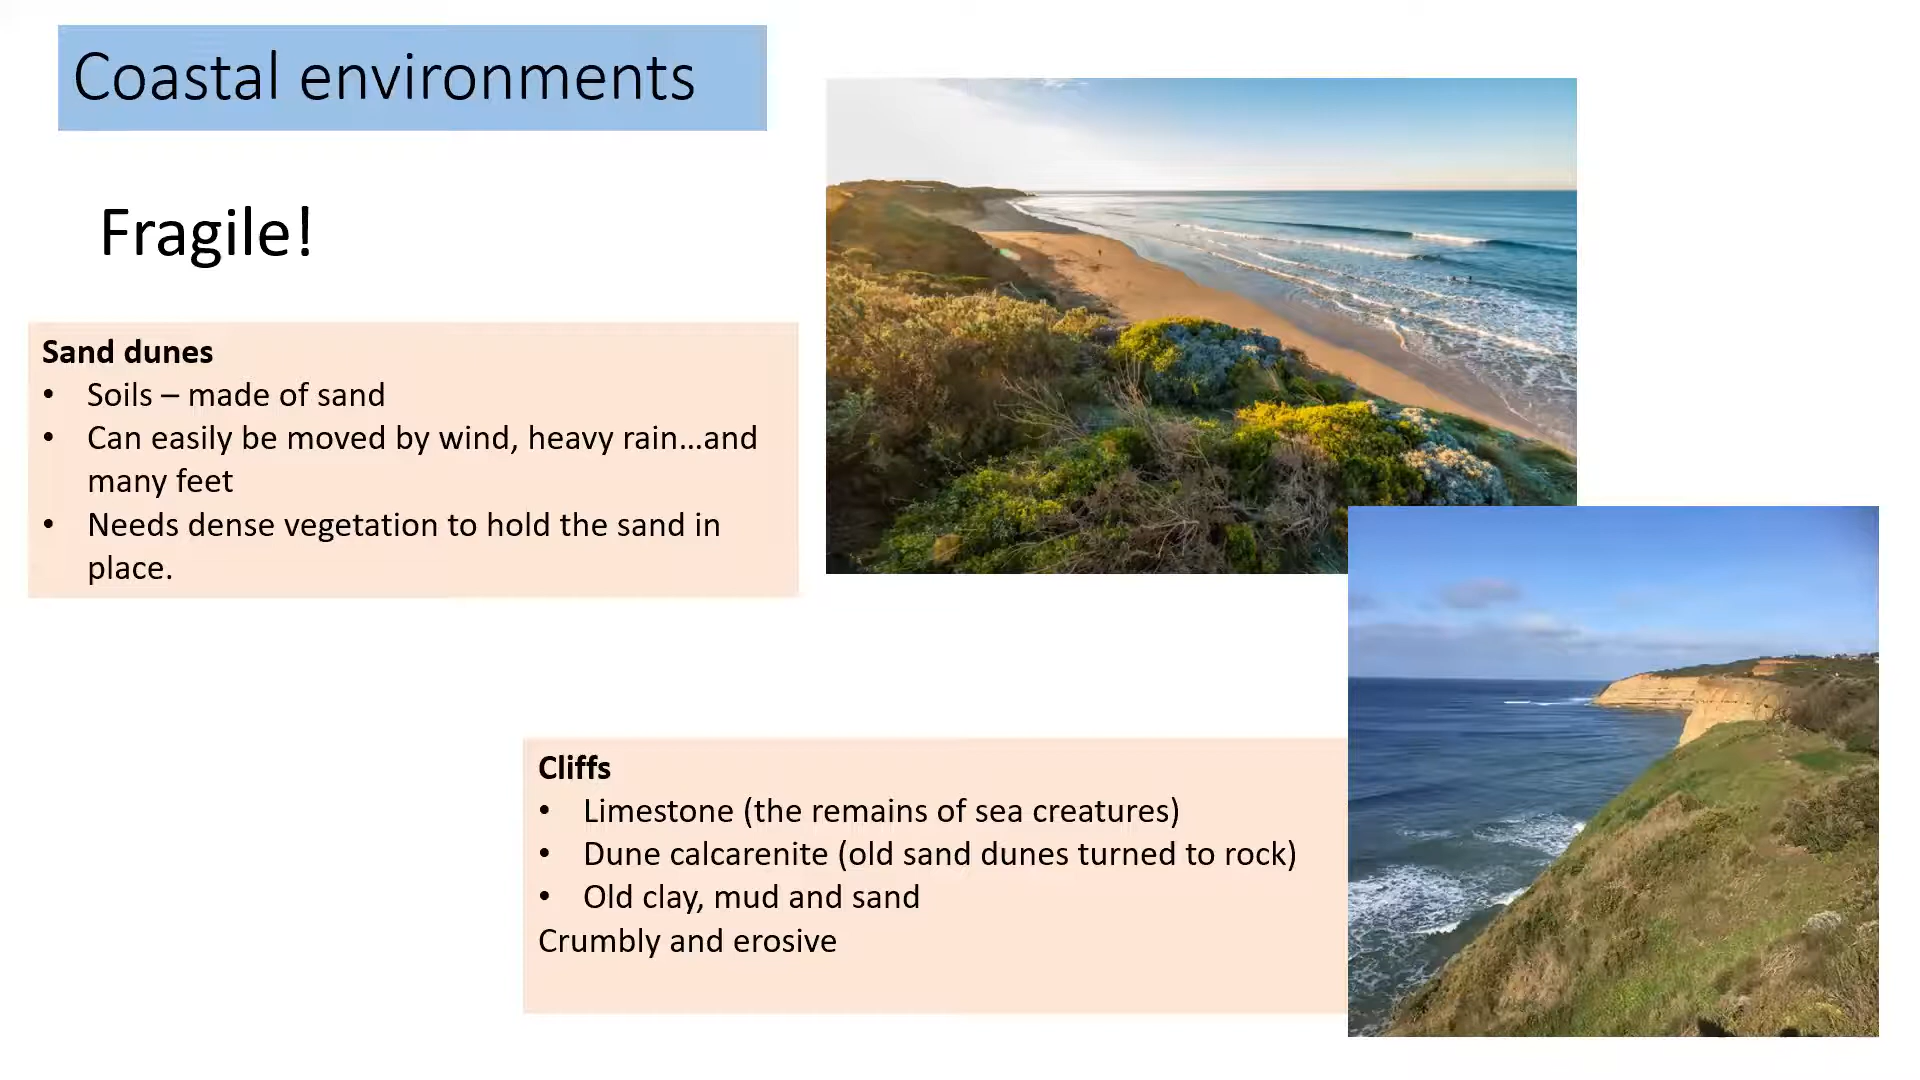 Coastal environments
Fragile!
Sand dunes
• Soils – made of sand
• Can easily be moved by wind, heavy rain…and
many feet
• Needs dense vegetation to hold the sand in
place.
Cliffs
• Limestone (the remains of sea creatures)
• Dune calcarenite (old sand dunes turned to rock)
• Old clay, mud and sand
Crumbly and erosive